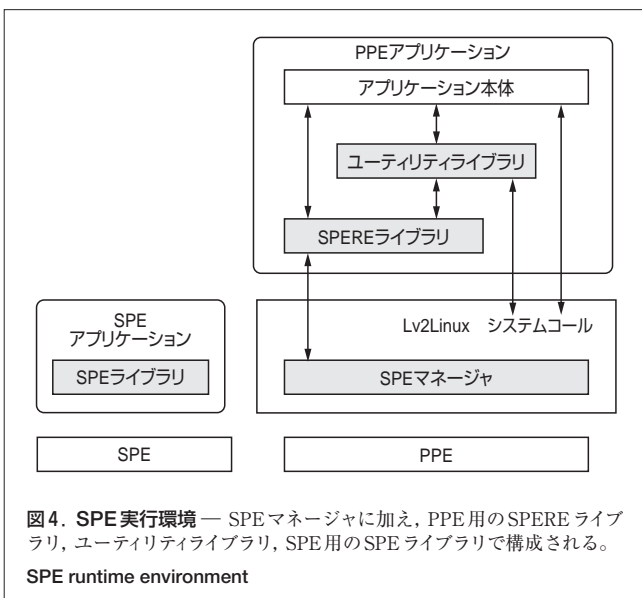 PPEアプリケーション
アプリケーション本体
ユーティリティライブラリ
SPEREライブラリ
SPE
アプリケーション
SPEライブラリ
Lv2Linux システムコール
SPEマネージャ
SPE
PPE
図4. SPE実行環境 — SPEマネージャに加え，PPE用のSPEREライブ
ラリ，ユーティリティライブラリ，SPE用のSPEライブラリで構成される。
SPE runtime environment